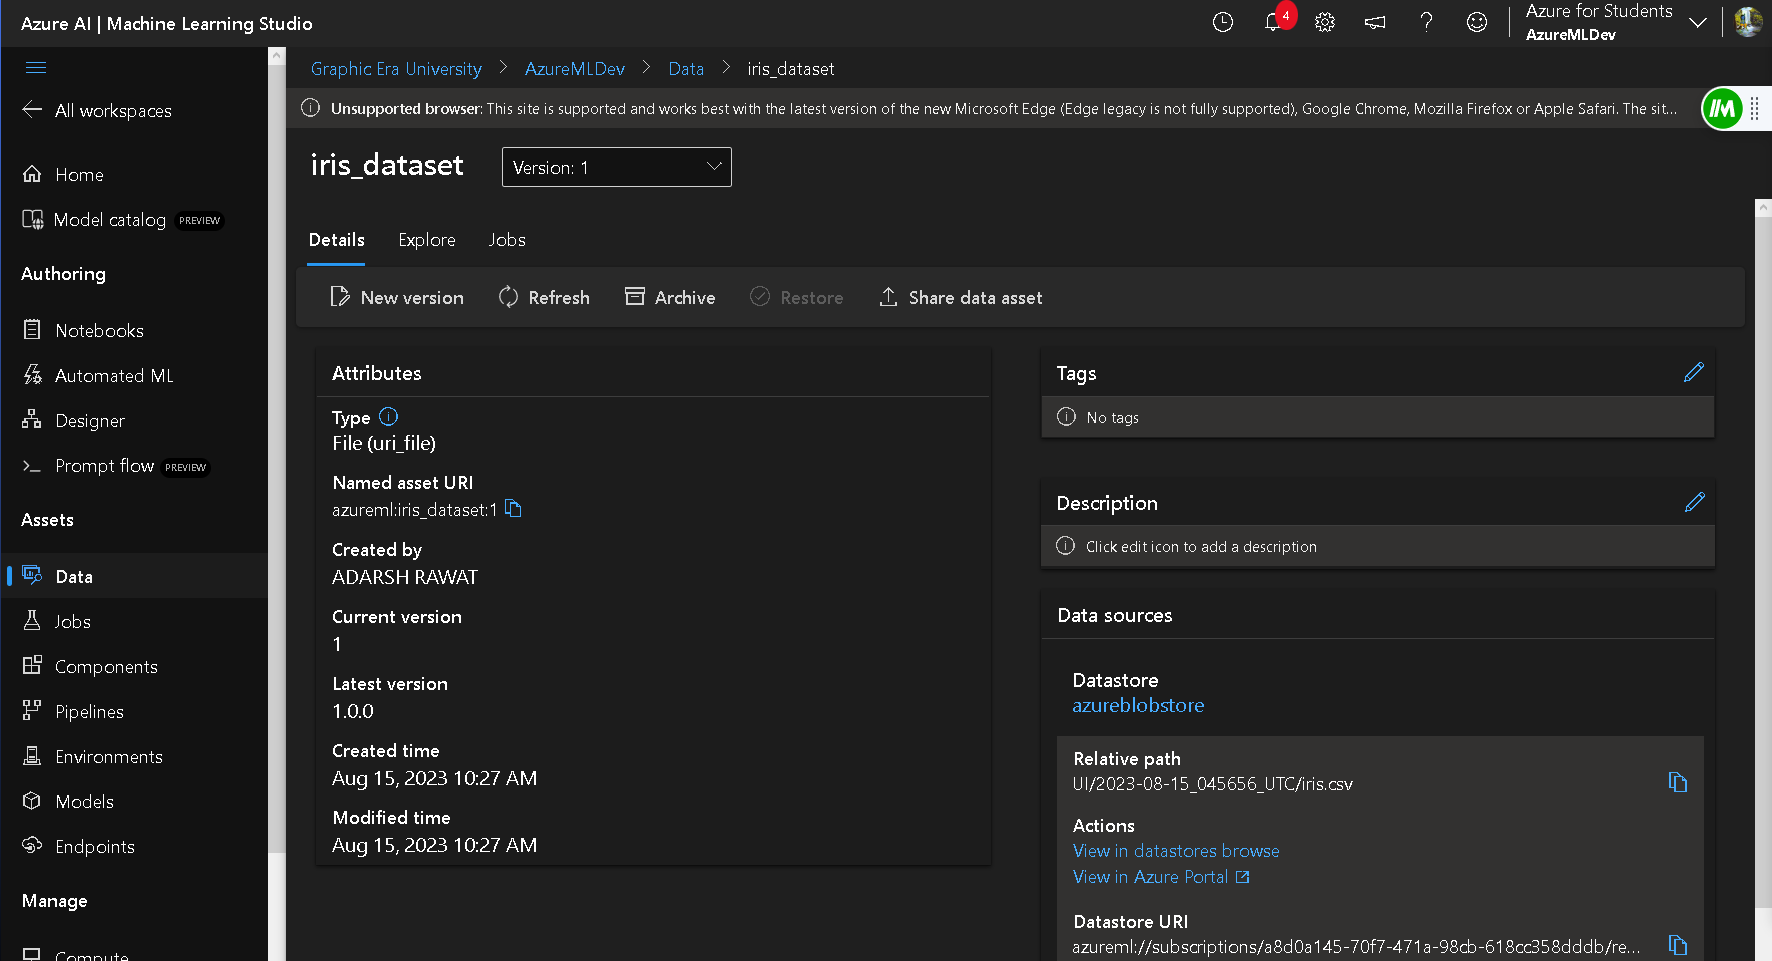 Azure AI | Machine Learning Studio
4
Azure for Students
AzureMLDev
All workspaces
Home
Model catalog PREVIEW
Authoring
Notebooks
Automated ML
Designer
Prompt flow PREVIEW
Assets
Data
Jobs
Components
Pipelines
Environments
Models
Endpoints
Manage
Compute
Graphic Era University > AzureMLDev > Data > iris_dataset
Unsupported browser: This site is supported and works best with the latest version of the new Microsoft Edge (Edge legacy is not fully supported), Google Chrome, Mozilla Firefox or Apple Safari. The sit...
iris_dataset
Version: 1
Details Explore Jobs
New version Refresh Archive Restore Share data asset
Attributes
Type
File (uri_file)
Named asset URI
azureml:iris_dataset:1
Created by
ADARSH RAWAT
Current version
1
Latest version
1.0.0
Created time
Aug 15, 2023 10:27 AM
Modified time
Aug 15, 2023 10:27 AM
Tags
No tags
Description
Click edit icon to add a description
Data sources
Datastore
azureblobstore
Relative path
UI/2023-08-15_045656_UTC/iris.csv
Actions
View in datastores browse
View in Azure Portal
Datastore URI
azureml://subscriptions/a8d0a145-70f7-471a-98cb-618cc358dddb/re...